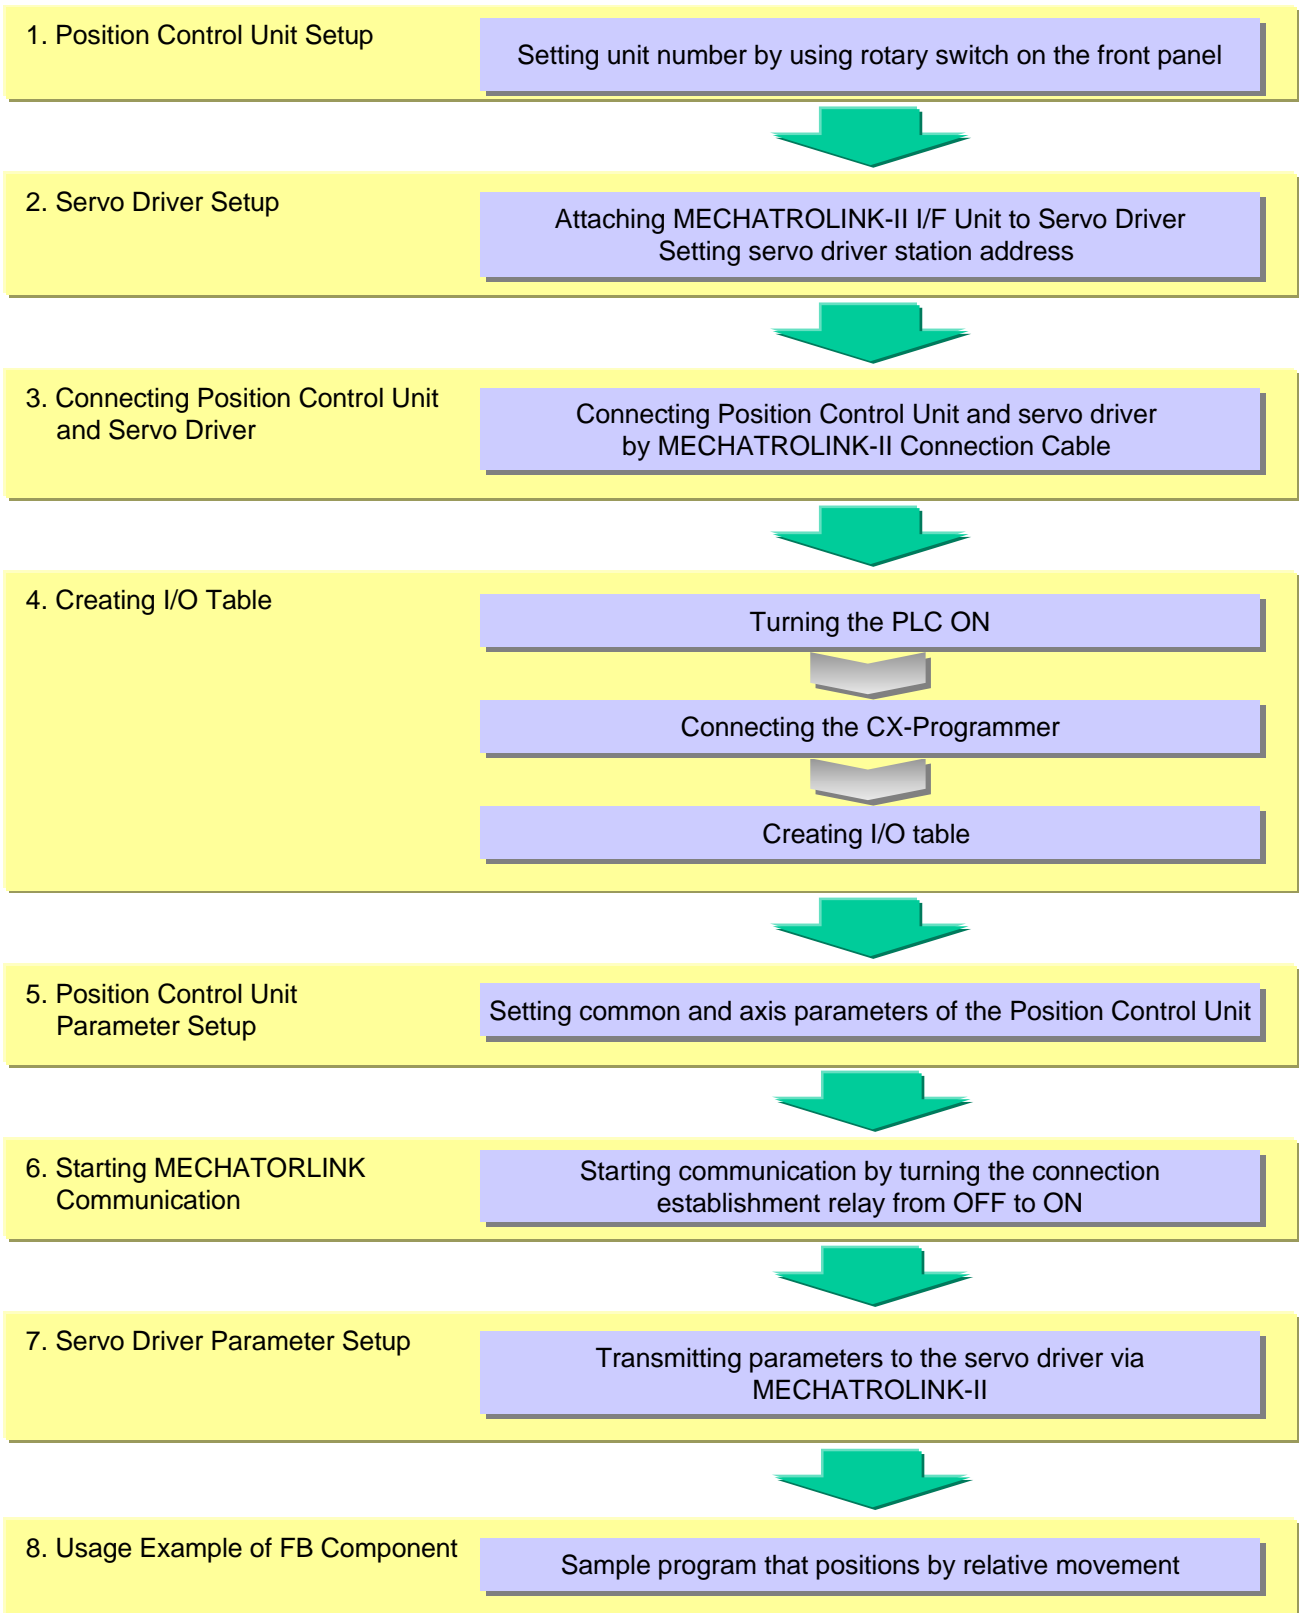 1. Position Control Unit Setup
Setting unit number by using rotary switch on the front panel
2. Servo Driver Setup
Attaching MECHATROLINK-II I/F Unit to Servo Driver
Setting servo driver station address
3. Connecting Position Control Unit
and Servo Driver
Connecting Position Control Unit and servo driver
by MECHATROLINK-II Connection Cable
4. Creating I/O Table
Turning the PLC ON
Connecting the CX-Programmer
Creating I/O table
5. Position Control Unit
Parameter Setup
Setting common and axis parameters of the Position Control Unit
6. Starting MECHATORLINK
Communication
Starting communication by turning the connection
establishment relay from OFF to ON
7. Servo Driver Parameter Setup
Transmitting parameters to the servo driver via
MECHATROLINK-II
8. Usage Example of FB Component
Sample program that positions by relative movement